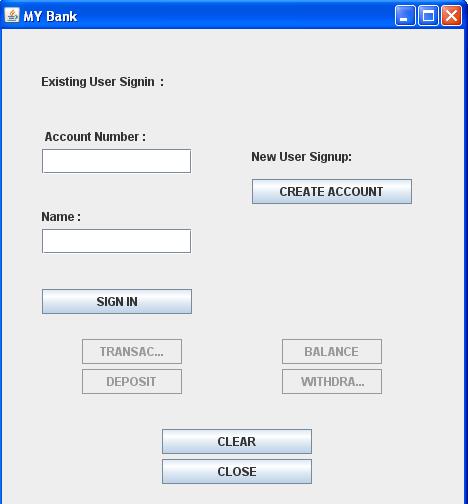 MY Bank
Existing User Signin :
Account Number :
New User Signup:
CREATE ACCOUNT
Name :
SIGN IN
TRANSAC...
BALANCE
DEPOSIT
WITHDRA...
CLEAR
CLOSE